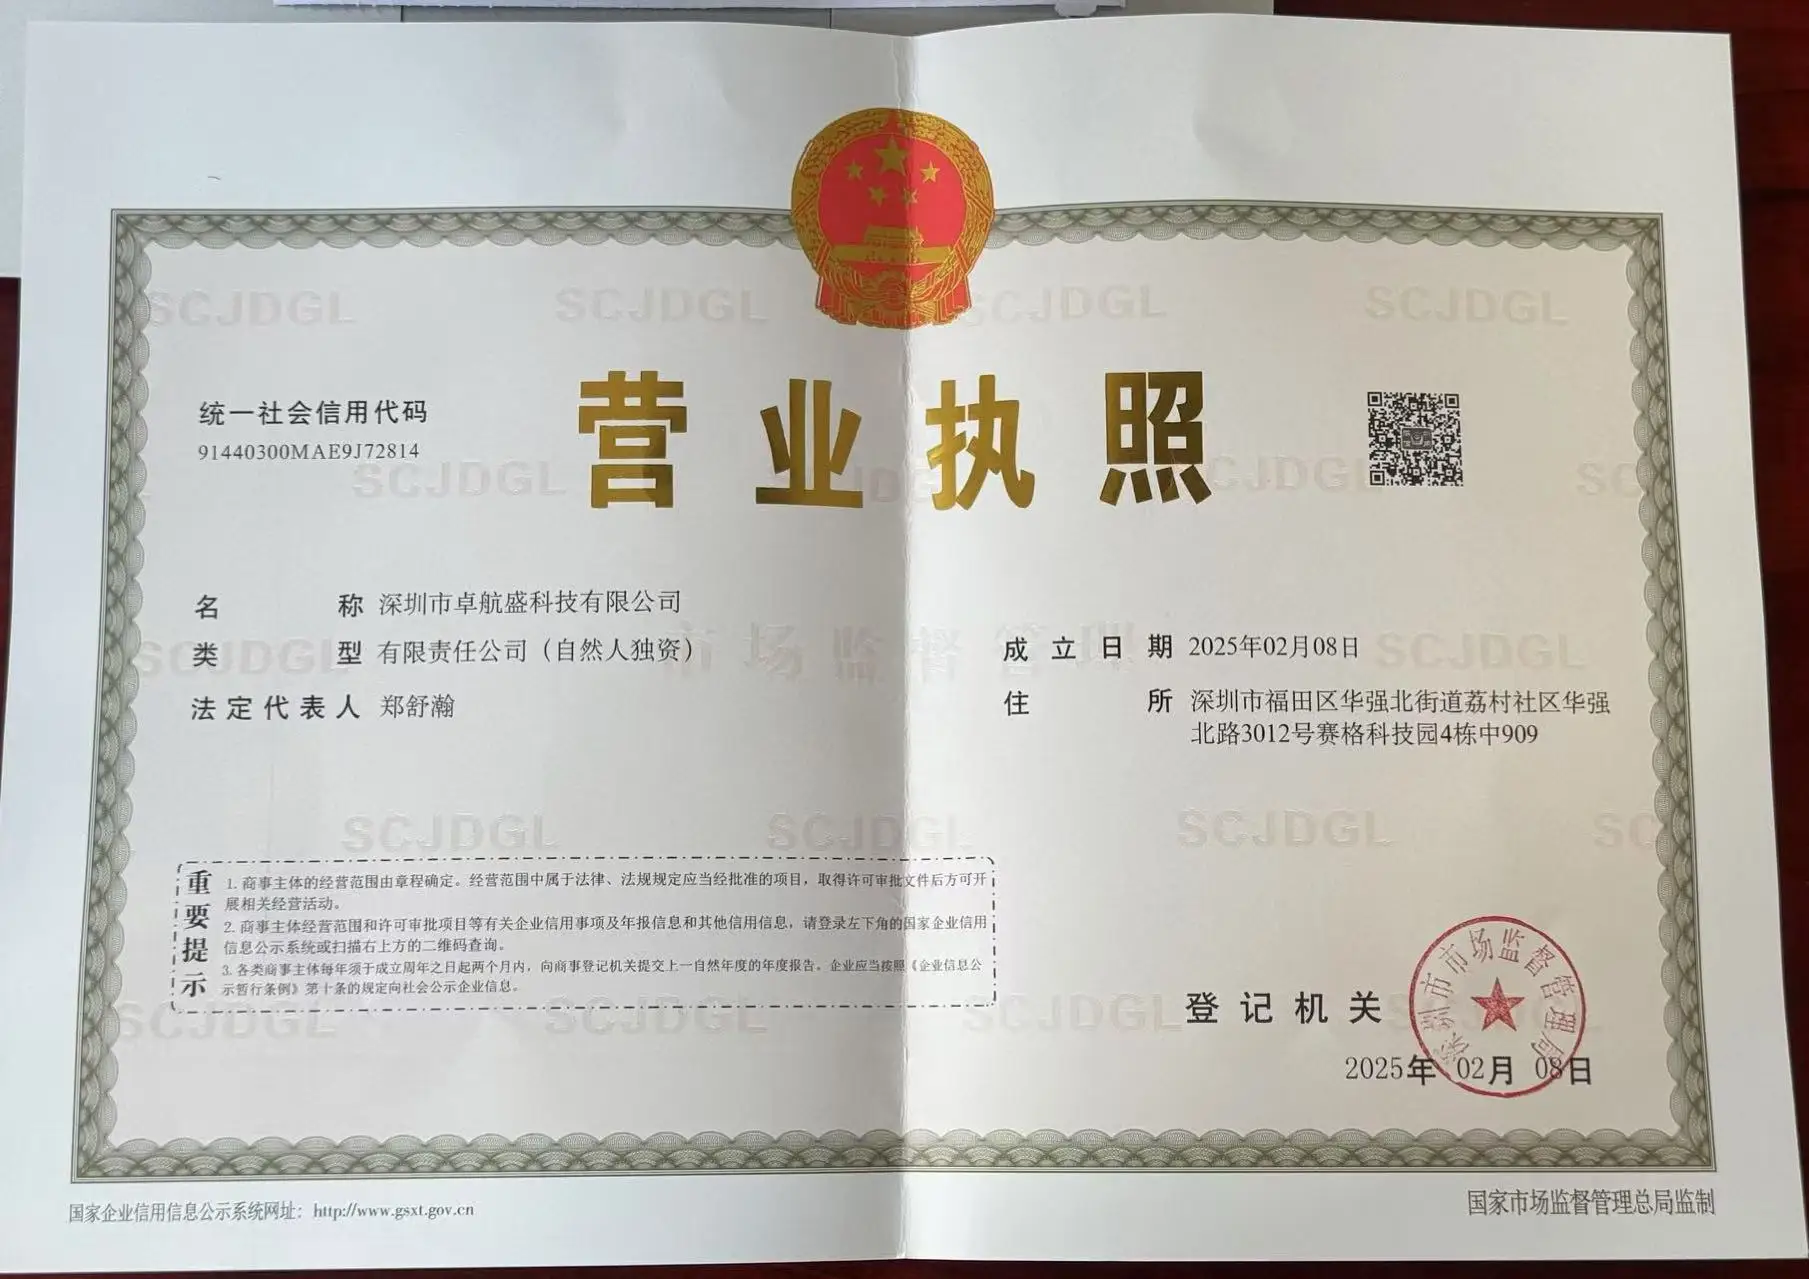 营业执照
统一社会信用代码
91440300MAE9J72814
名称 深圳市卓航盛科技有限公司
类型 有限责任公司（自然人独资）
法定代表人 郑舒瀚
成立日期 2025年02月08日
住所 深圳市福田区华强北街道荔村社区华强
北路3012号赛格科技园4栋中909
重要提示
1. 商事主体的经营范围由章程确定。经营范围中属于法律、法规规定应当经批准的项目，取得许可审批文件后方可开
展相关经营活动。
2. 商事主体经营范围和许可审批项目等有关企业信用事项及年报信息和其他信用信息，请登录左下角的国家企业信用
信息公示系统或扫描右上方的二维码查询。
3. 各类商事主体每年须于成立周年之日起两个月内，向商事登记机关提交上一自然年度的年度报告。企业应当按照《企业信息公
示暂行条例》第十条的规定向社会公示企业信息。
登记机关
深圳市市场监督管理局
2025年02月08日
国家企业信用信息公示系统网址：http://www.gsxt.gov.cn
国家市场监督管理总局监制
SCJDGL
市场监督管理